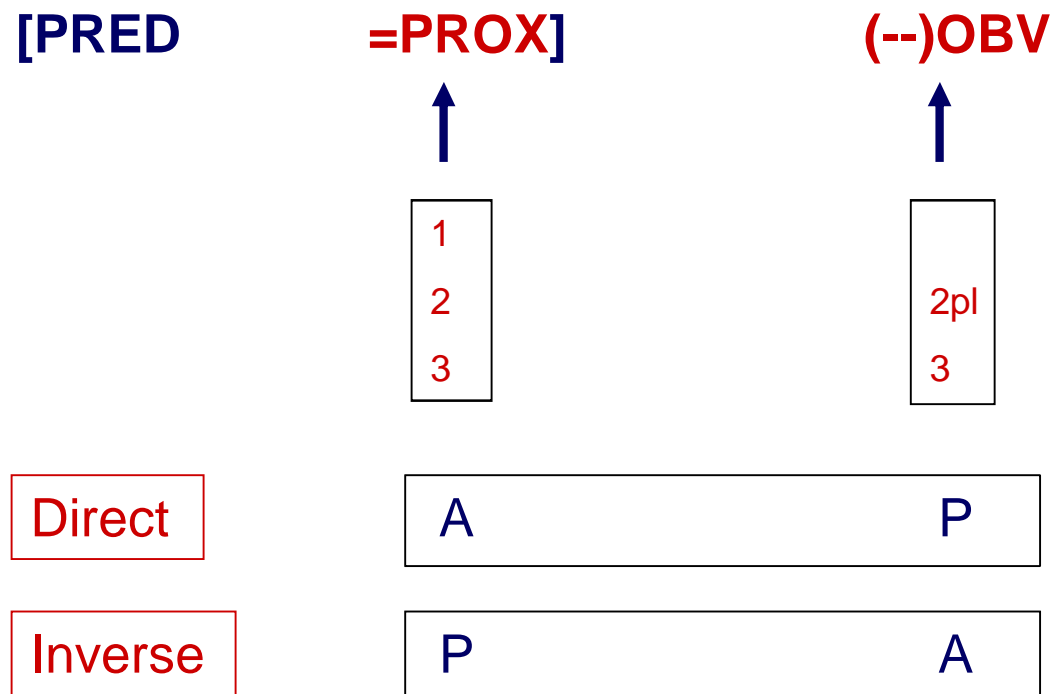 [PRED =PROX] (--)OBV
1
2 2pl
3 3
Direct A P
Inverse P A